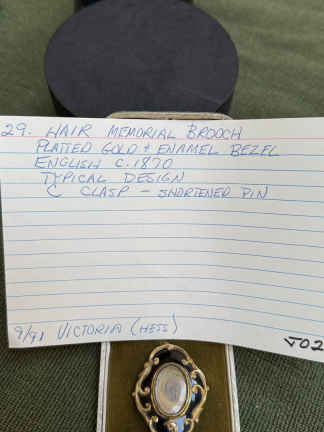 29. HAIR MEMORIAL BROOCH
PLATTED GOLD + ENAMEL BEZEL
ENGLISH C. 1870
TYPICAL DESIGN
C CLASP - SHORTENED PIN
9/91 VICTORIA (HESS)
J02